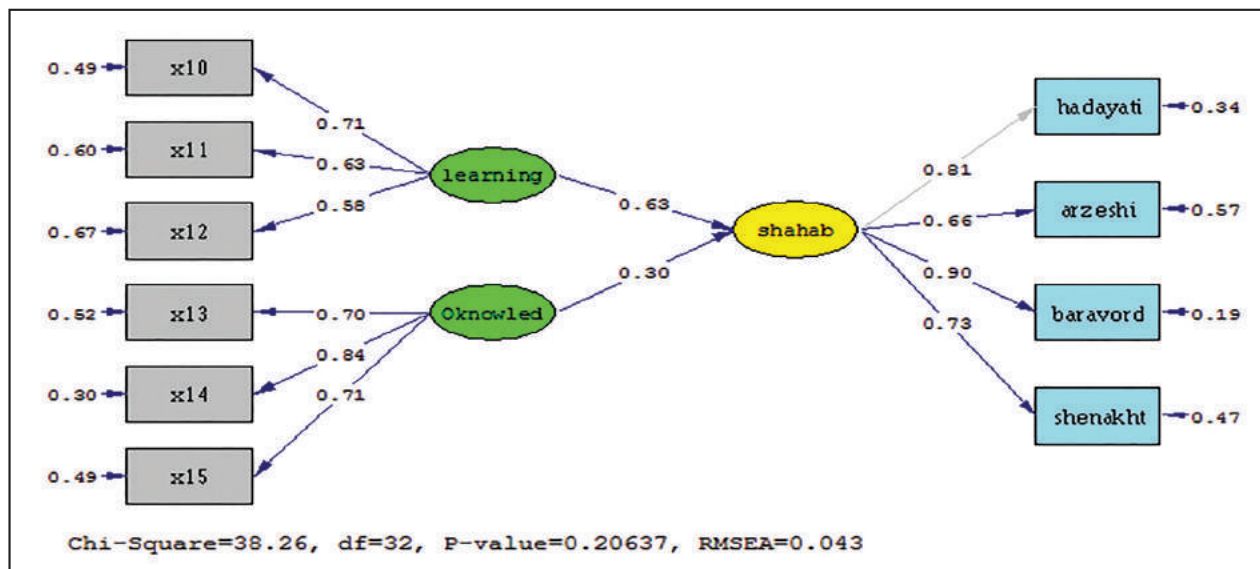 0.49
x10
0.71
0.60
x11
0.63
0.67
x12
0.58
0.52
x13
0.70
0.30
x14
0.84
0.49
x15
0.71
learning
0.63
Oknowled
0.30
shahab
0.81
hadayati
0.34
0.66
arzeshi
0.57
0.90
baravord
0.19
0.73
shenakht
0.47
Chi-Square=38.26, df=32, P-value=0.20637, RMSEA=0.043